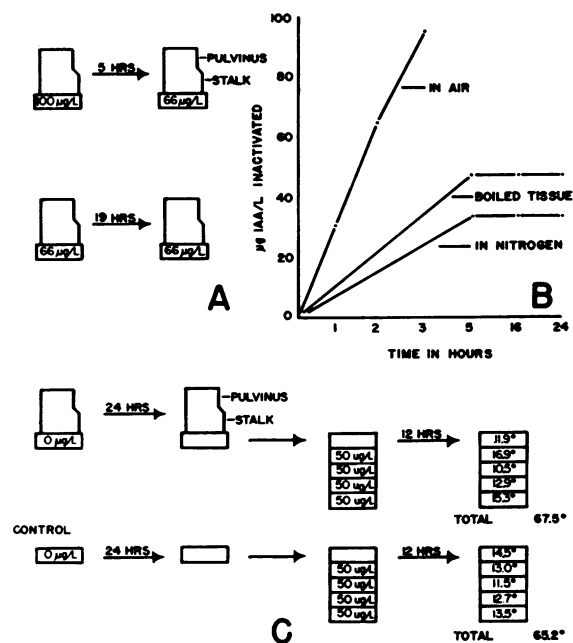 5 HRS
PULVINUS
STALK
100 µg/L
66 µg/L
19 HRS
66 µg/L
66 µg/L
A
100
80
60
40
20
0
µg IAA/L INACTIVATED
IN AIR
BOILED TISSUE
IN NITROGEN
B
1 2 3 5 16 24
TIME IN HOURS
24 HRS
PULVINUS
STALK
0 µg/L
12 HRS
50 ug/L
50 ug/L
50 ug/L
50 ug/L
11.9°
16.9°
10.5°
12.9°
15.3°
TOTAL 67.5°
CONTROL
0 µg/L
24 HRS
12 HRS
50 ug/L
50 ug/L
50 ug/L
50 ug/L
14.5°
13.0°
11.5°
12.7°
13.5°
TOTAL 65.2°
C